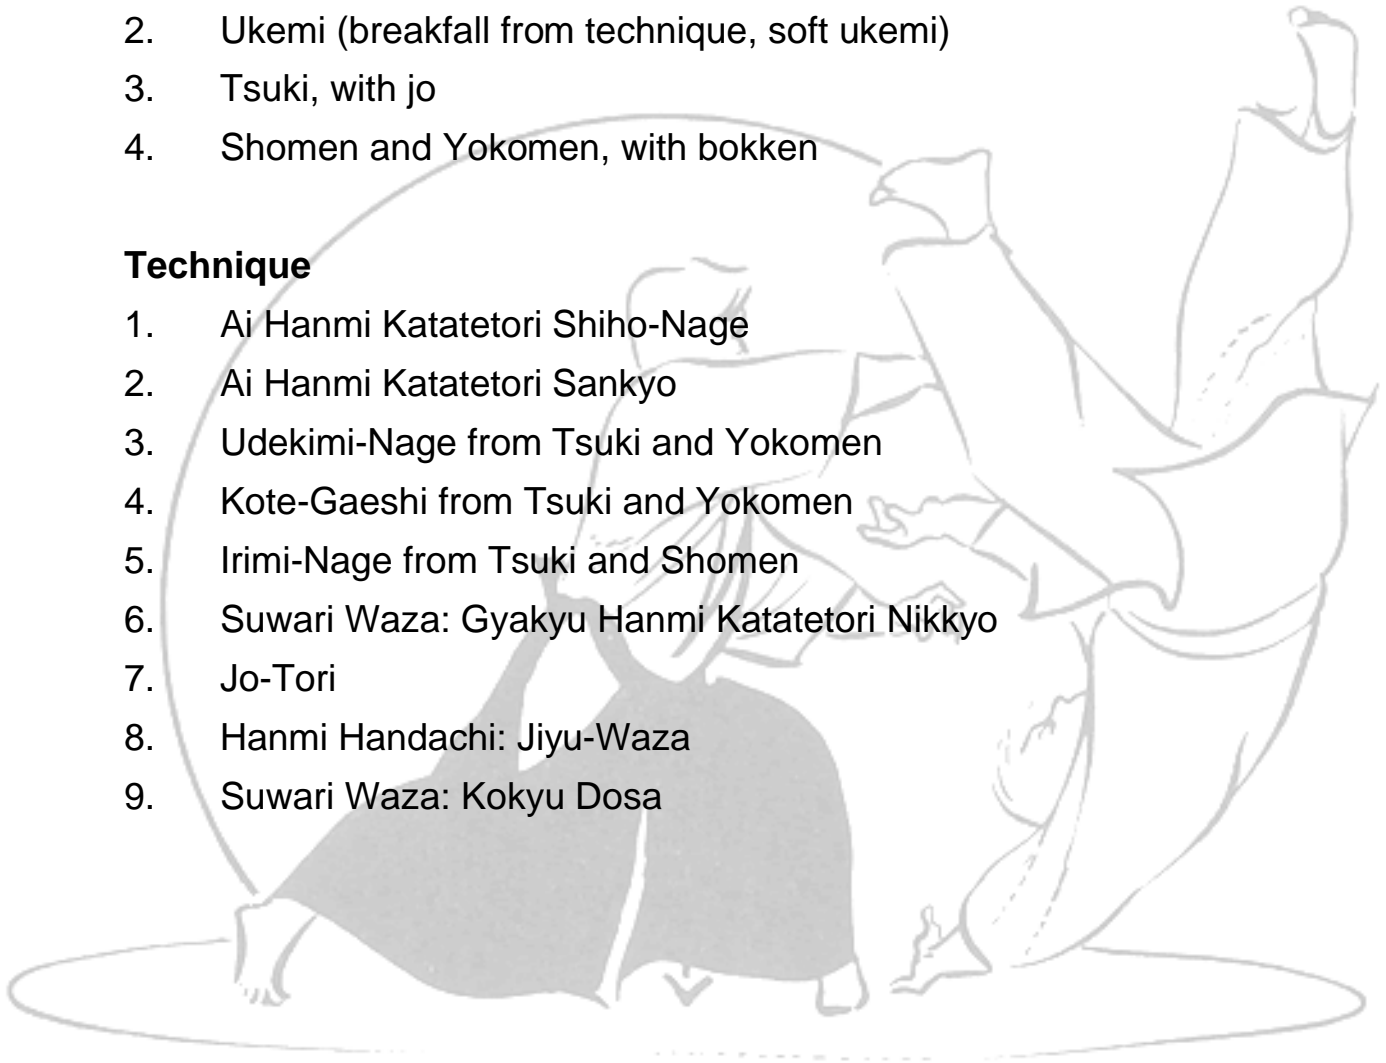 2. Ukemi (breakfall from technique, soft ukemi)
3. Tsuki, with jo
4. Shomen and Yokomen, with bokken
Technique
1. Ai Hanmi Katatetori Shiho-Nage
2. Ai Hanmi Katatetori Sankyo
3. Udekimi-Nage from Tsuki and Yokomen
4. Kote-Gaeshi from Tsuki and Yokomen
5. Irimi-Nage from Tsuki and Shomen
6. Suwari Waza: Gyakyu Hanmi Katatetori Nikkyo
7. Jo-Tori
8. Hanmi Handachi: Jiyu-Waza
9. Suwari Waza: Kokyu Dosa